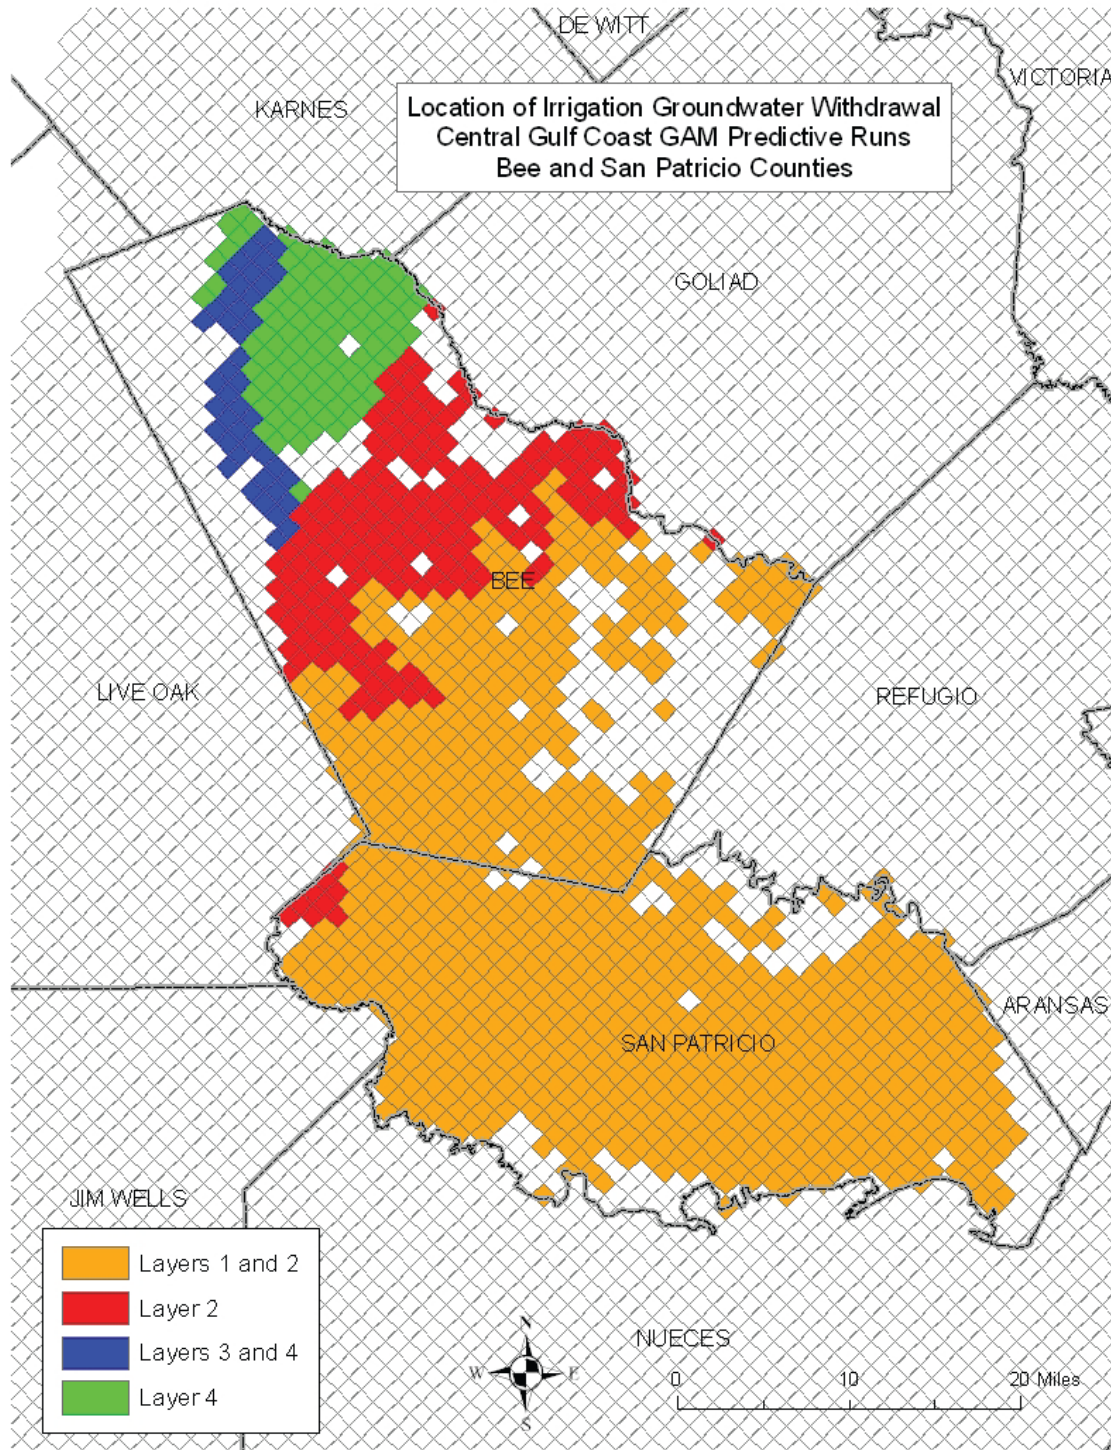 DE WITT
VICTORIA
KARNES
Location of Irrigation Groundwater Withdrawal
Central Gulf Coast GAM Predictive Runs
Bee and San Patricio Counties
GOLIAD
BEE
LIVE OAK
REFUGIO
ARANSAS
SAN PATRICIO
JIM WELLS
Layers 1 and 2
Layer 2
Layers 3 and 4
Layer 4
N
W E
S
NUECES
0 10 20 Miles